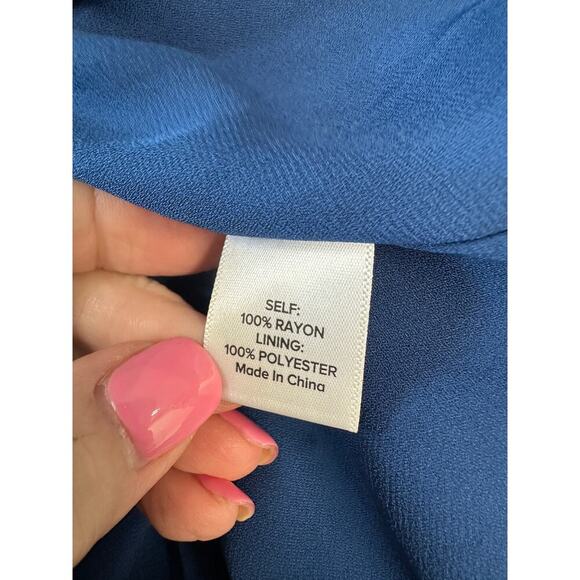 SELF:
100% RAYON
LINING:
100% POLYESTER
Made In China